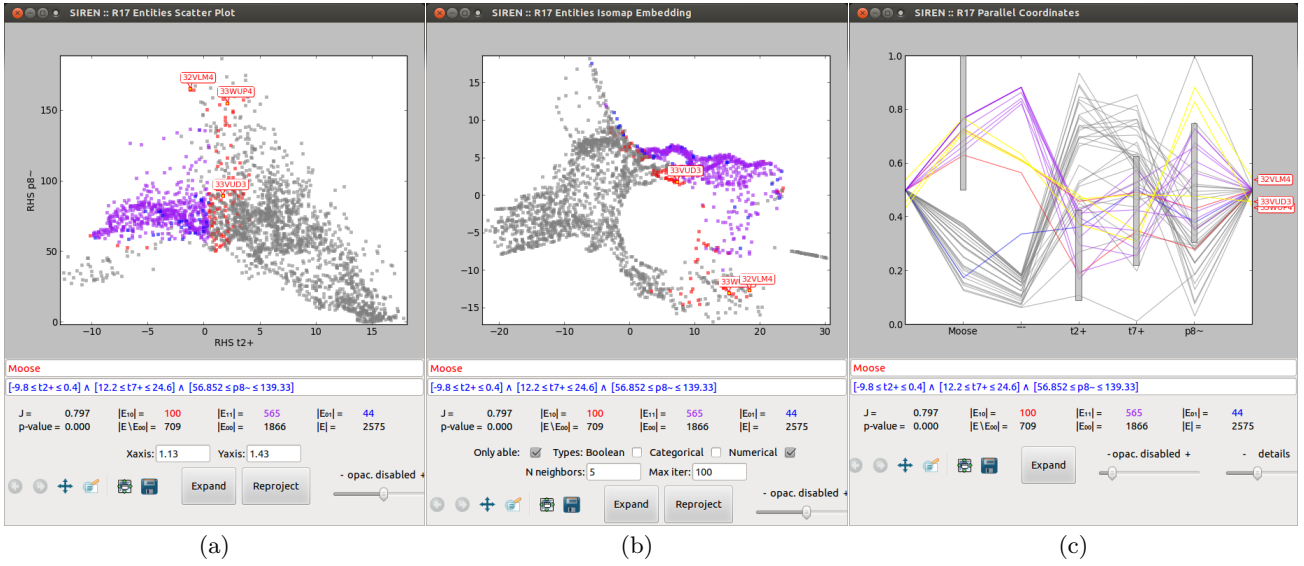 SIREN :: R17 Entities Scatter Plot
150
100
50
0
−10
−5
0
5
10
15
RHS t2+
RHS p8~
32VLM4
33WUP4
33VUD3
Moose
[-9.8 ≤ t2+ ≤ 0.4] ∧ [12.2 ≤ t7+ ≤ 24.6] ∧ [56.852 ≤ p8~ ≤ 139.33]
J = 0.797 |E₁₀| = 100 |E₁₁| = 565 |E₀₁| = 44
p-value = 0.000 |E\E₀₀| = 709 |E₀₀| = 1866 |E| = 2575
Xaxis: 1.13 Yaxis: 1.43
Expand Reproject - opac. disabled +
(a)
SIREN :: R17 Entities Isomap Embedding
15
10
5
0
−5
−10
−15
−20
−10
0
10
20
30
33VUD3
32VLM4
Moose
[-9.8 ≤ t2+ ≤ 0.4] ∧ [12.2 ≤ t7+ ≤ 24.6] ∧ [56.852 ≤ p8~ ≤ 139.33]
J = 0.797 |E₁₀| = 100 |E₁₁| = 565 |E₀₁| = 44
p-value = 0.000 |E\E₀₀| = 709 |E₀₀| = 1866 |E| = 2575
Only able: Types: Boolean Categorical Numerical
N neighbors: 5 Max iter: 100
Expand Reproject - opac. disabled +
(b)
SIREN :: R17 Parallel Coordinates
1.0
0.8
0.6
0.4
0.2
0.0
Moose
---
t2+
t7+
p8~
32VLM4
33VUD3
Moose
[-9.8 ≤ t2+ ≤ 0.4] ∧ [12.2 ≤ t7+ ≤ 24.6] ∧ [56.852 ≤ p8~ ≤ 139.33]
J = 0.797 |E₁₀| = 100 |E₁₁| = 565 |E₀₁| = 44
p-value = 0.000 |E\E₀₀| = 709 |E₀₀| = 1866 |E| = 2575
Expand - opac. disabled + - details
(c)